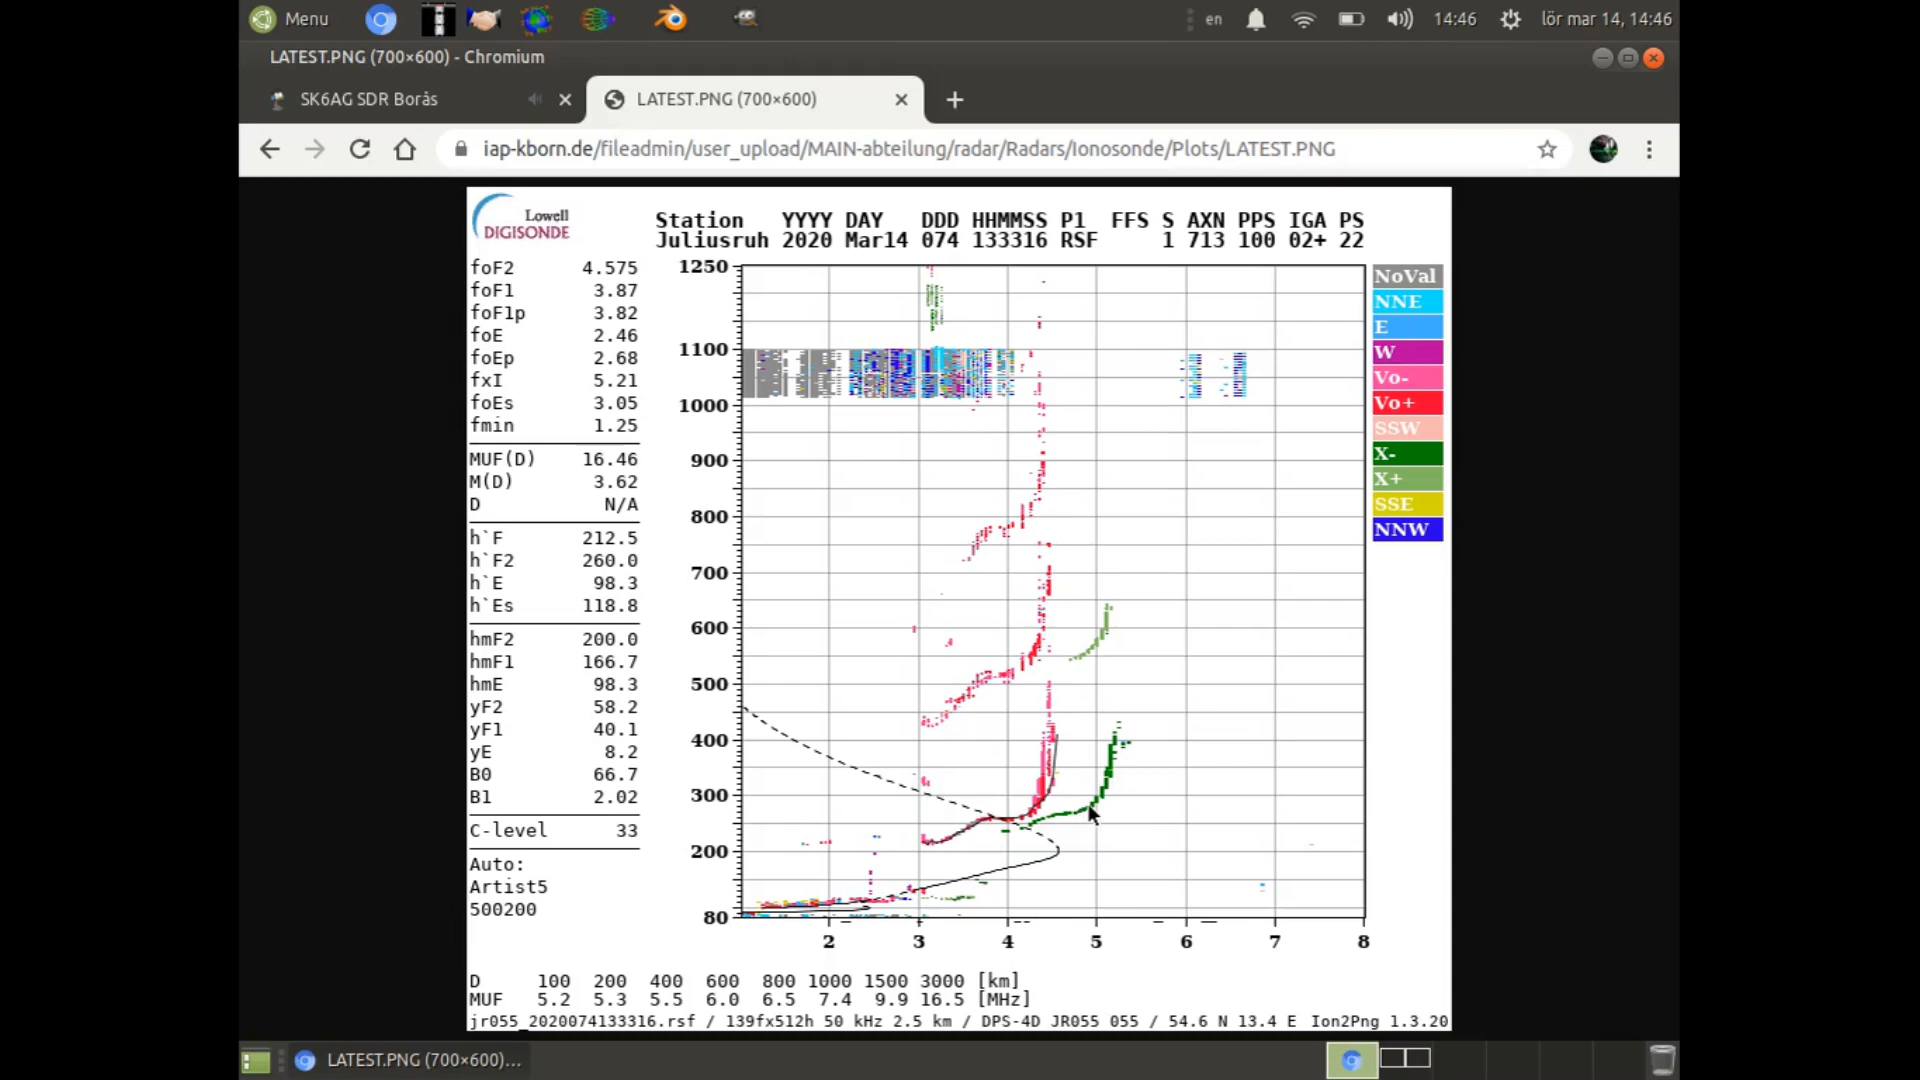 Menu
en
14:46
lör mar 14, 14:46
LATEST.PNG (700×600) - Chromium
SK6AG SDR Borås
LATEST.PNG (700×600)
iap-kborn.de/fileadmin/user_upload/MAIN-abteilung/radar/Radars/Ionosonde/Plots/LATEST.PNG
Lowell
DIGISONDE
Station YYYY DAY DDD HHMMSS P1 FFS S AXN PPS IGA PS
Juliusruh 2020 Mar14 074 133316 RSF 1 713 100 02+ 22
foF2 4.575
foF1 3.87
foF1p 3.82
foE 2.46
foEp 2.68
fxI 5.21
foEs 3.05
fmin 1.25
MUF(D) 16.46
M(D) 3.62
D N/A
h`F 212.5
h`F2 260.0
h`E 98.3
h`Es 118.8
hmF2 200.0
hmF1 166.7
hmE 98.3
yF2 58.2
yF1 40.1
yE 8.2
B0 66.7
B1 2.02
C-level 33
Auto:
Artist5
500200
1250
1100
1000
900
800
700
600
500
400
300
200
80
2 3 4 5 6 7 8
NoVal
NNE
E
W
Vo-
Vo+
SSW
X-
X+
SSE
NNW
D 100 200 400 600 800 1000 1500 3000 [km]
MUF 5.2 5.3 5.5 6.0 6.5 7.4 9.9 16.5 [MHz]
jr055_2020074133316.rsf / 139fx512h 50 kHz 2.5 km / DPS-4D JR055 055 / 54.6 N 13.4 E Ion2Png 1.3.20
LATEST.PNG (700×600)...